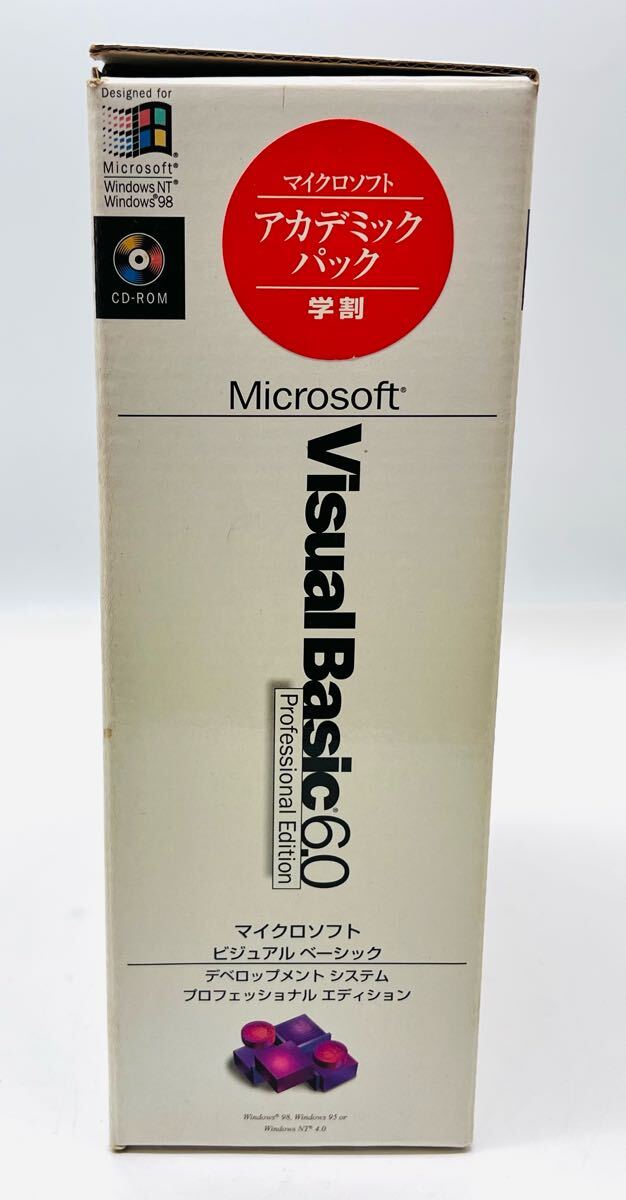 Designed for
Microsoft®
Windows NT®
Windows®98
CD-ROM
マイクロソフト
アカデミック
パック
学割
Microsoft®
Visual Basic® 6.0
Professional Edition
マイクロソフト
ビジュアル ベーシック
デベロップメント システム
プロフェッショナル エディション
Windows® 98, Windows 95 or
Windows NT® 4.0